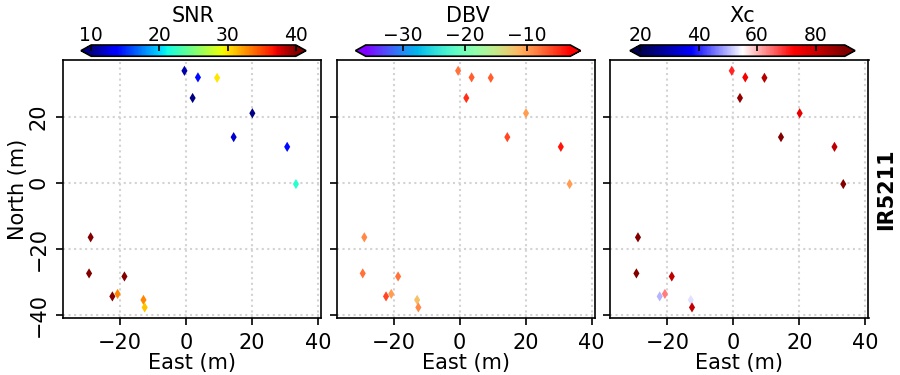 SNR DBV Xc
10 20 30 40 −30 −20 −10 20 40 60 80
North (m)
20
0
−20
−40
IR5211
−20 0 20 40 −20 0 20 40 −20 0 20 40
East (m) East (m) East (m)